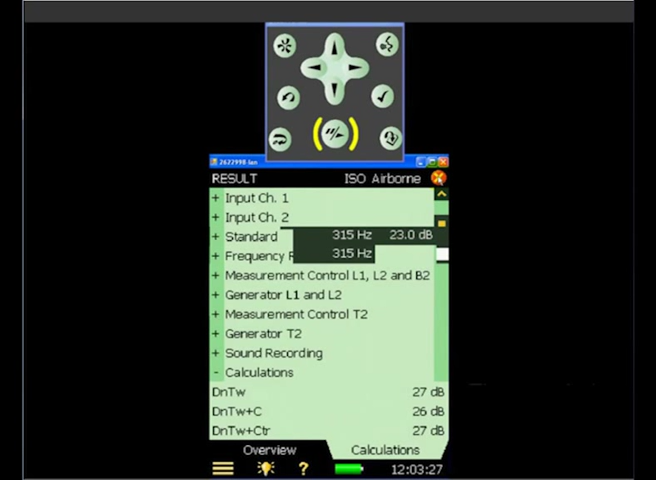 2622998-lan
RESULT ISO Airborne
+ Input Ch. 1
+ Input Ch. 2
+ Standard 315 Hz 23.0 dB
+ Frequency 315 Hz
+ Measurement Control L1, L2 and B2
+ Generator L1 and L2
+ Measurement Control T2
+ Generator T2
+ Sound Recording
- Calculations
DnTw 27 dB
DnTw+C 26 dB
DnTw+Ctr 27 dB
Overview Calculations
? 12:03:27